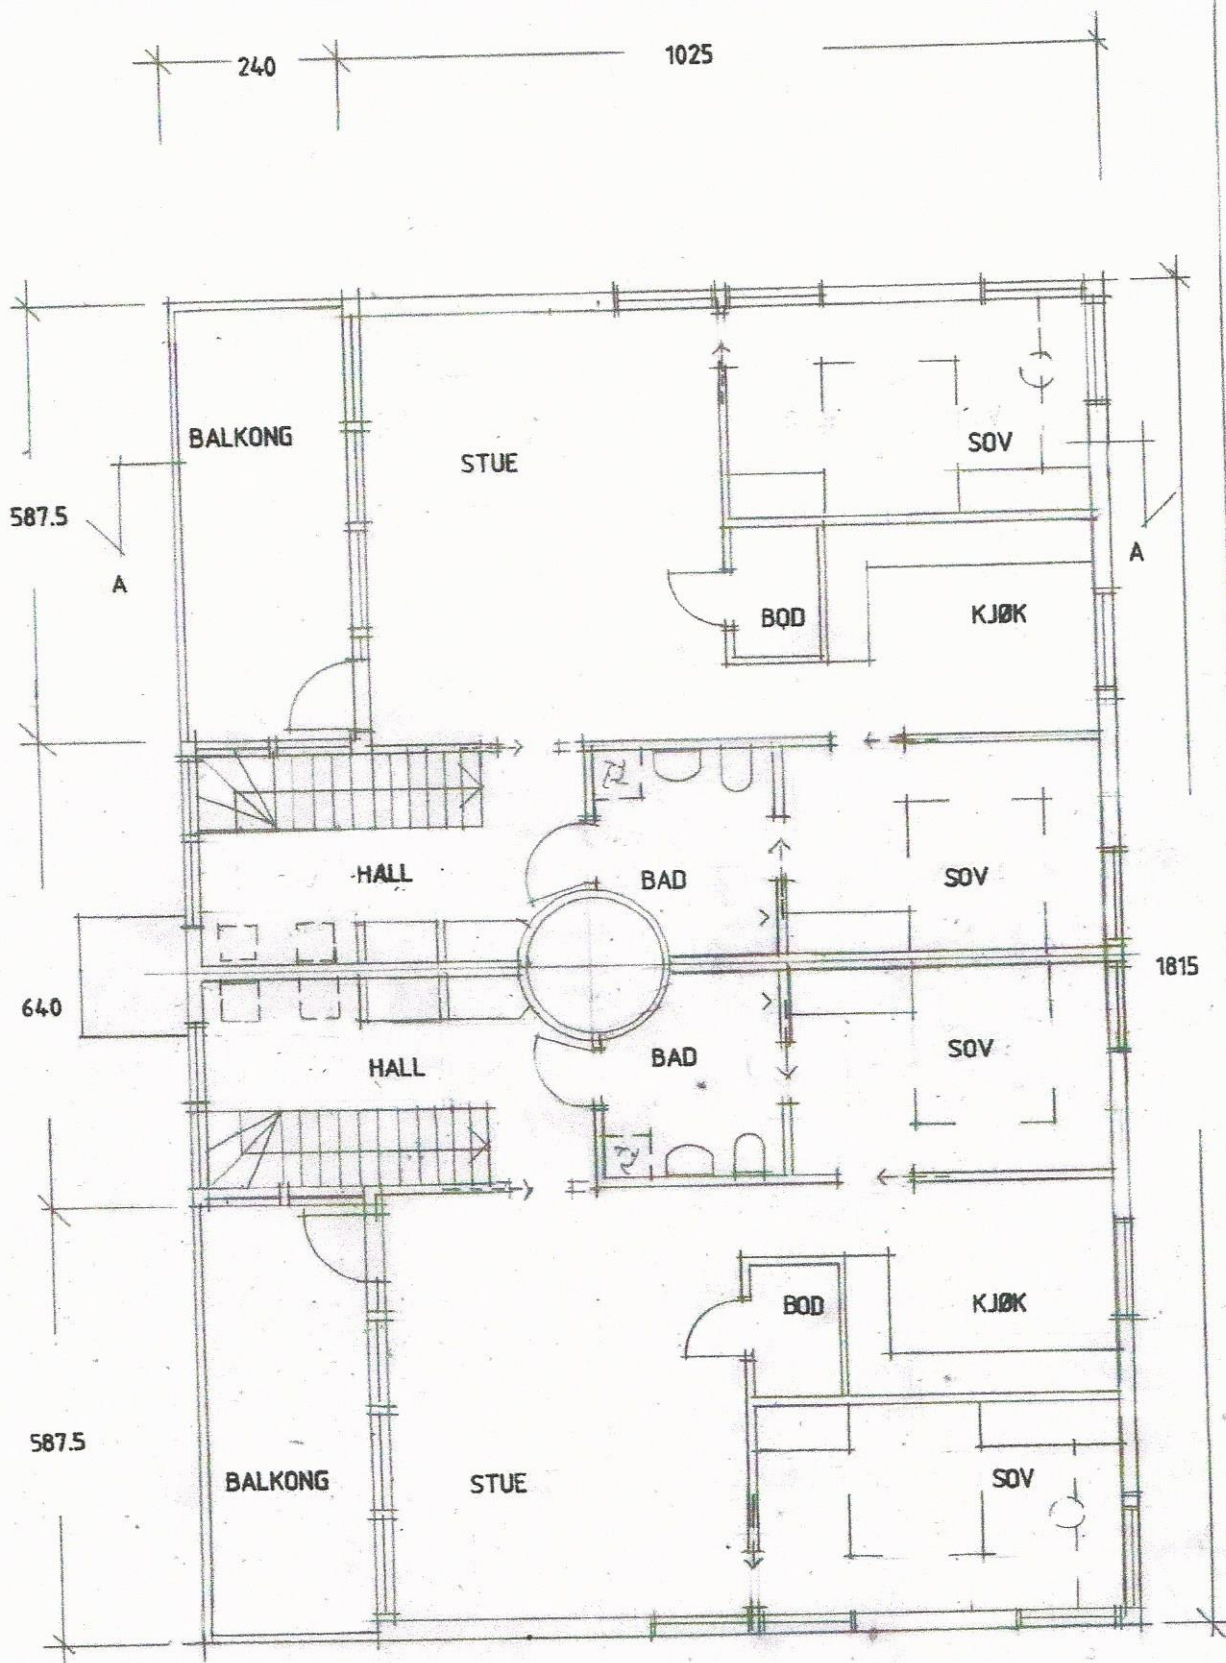 240
1025
BALKONG
STUE
SOV
587.5
A
A
BOD
KJØK
HALL
BAD
SOV
640
1815
HALL
BAD
SOV
BOD
KJØK
587.5
BALKONG
STUE
SOV